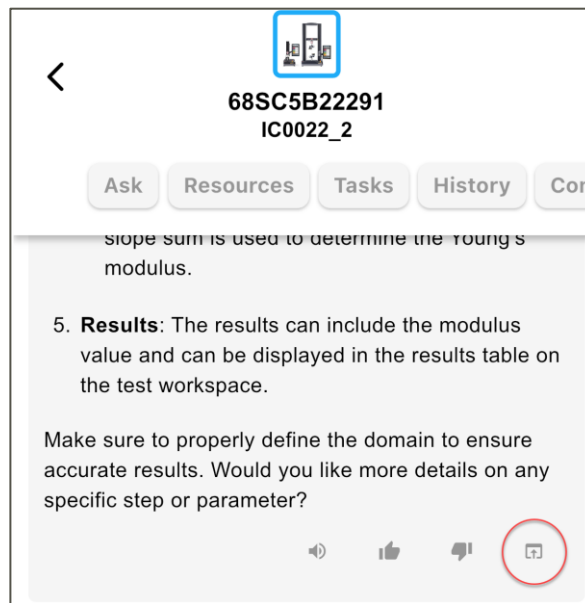 68SC5B22291
IC0022_2
Ask Resources Tasks History Cor
slope sum is used to determine the Young's
modulus.
5. Results: The results can include the modulus
value and can be displayed in the results table on
the test workspace.
Make sure to properly define the domain to ensure
accurate results. Would you like more details on any
specific step or parameter?